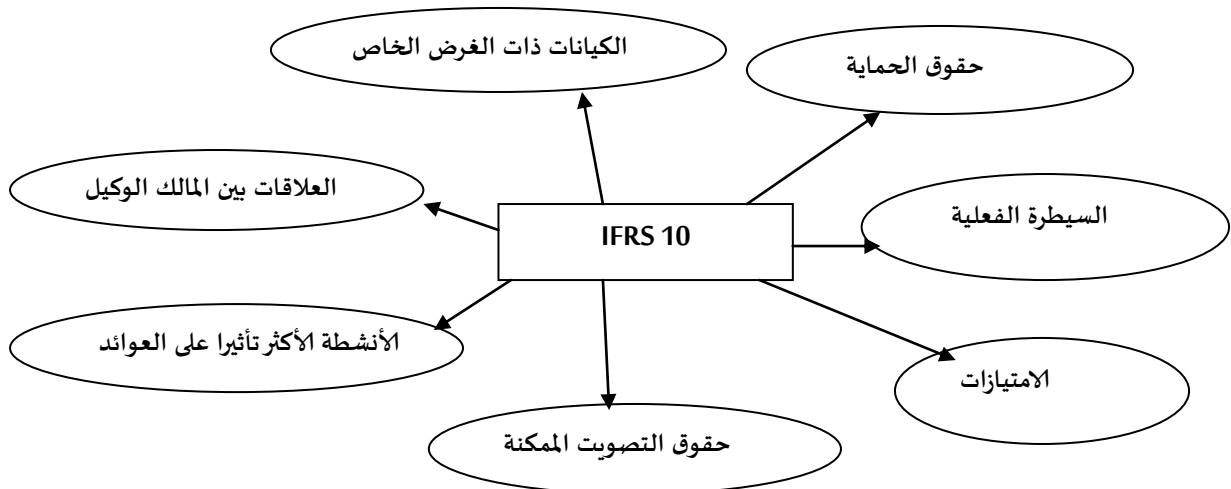 الكيانات ذات الغرض الخاص
حقوق الحماية
العلاقات بين المالك الوكيل
السيطرة الفعلية
IFRS 10
الأنشطة الأكثر تأثيرا على العوائد
الامتيازات
حقوق التصويت الممكنة